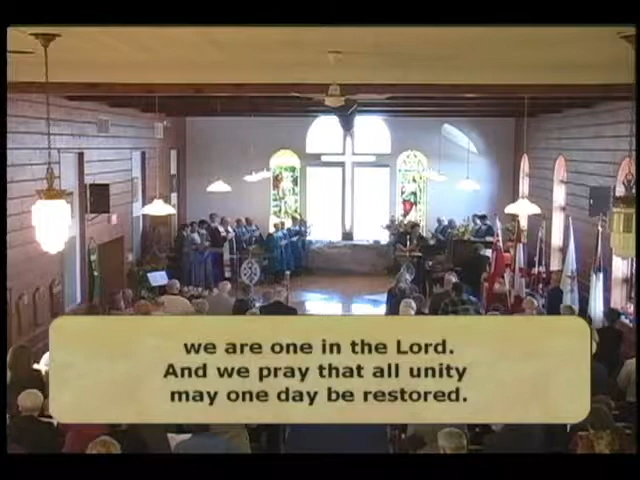 we are one in the Lord.
And we pray that all unity
may one day be restored.